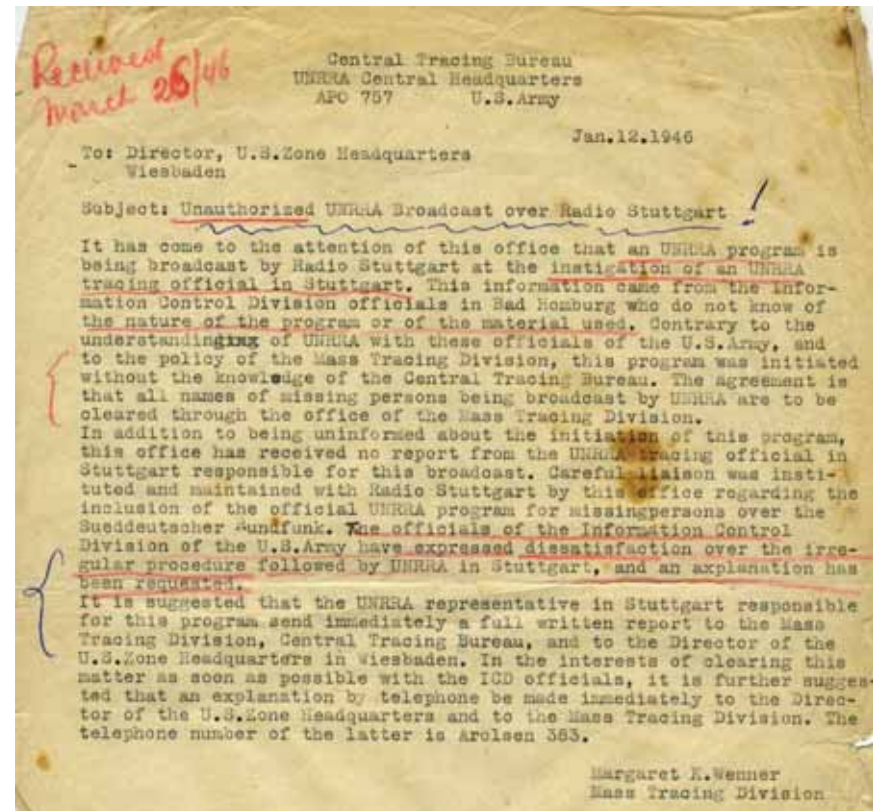 Received
March 26/46
Central Tracing Bureau
UNRRA Central Headquarters
APO 757 U.S.Army
Jan.12.1946
To: Director, U.S.Zone Headquarters
Wiesbaden
Subject: Unauthorized UNRRA Broadcast over Radio Stuttgart !
It has come to the attention of this office that an UNRRA program is
being broadcast by Radio Stuttgart at the instigation of an UNRRA
tracing official in Stuttgart. This information came from the Infor-
mation Control Division officials in Bad Homburg who do not know of
the nature of the program or of the material used. Contrary to the
understanding of UNRRA with these officials of the U.S.Army, and
to the policy of the Mass Tracing Division, this program was initiated
without the knowledge of the Central Tracing Bureau. The agreement is
that all names of missing persons being broadcast by UNRRA are to be
cleared through the office of the Mass Tracing Division.
In addition to being uninformed about the initiation of this program,
this office has received no report from the UNRRA tracing official in
Stuttgart responsible for this broadcast. Careful liaison was insti-
tuted and maintained with Radio Stuttgart by this office regarding the
inclusion of the official UNRRA program for missingpersons over the
Sueddeutscher Rundfunk. The officials of the Information Control
Division of the U.S.Army have expressed dissatisfaction over the irre-
gular procedure followed by UNRRA in Stuttgart, and an explanation has
been requested.
It is suggested that the UNRRA representative in Stuttgart responsible
for this program send immediately a full written report to the Mass
Tracing Division, Central Tracing Bureau, and to the Director of the
U.S.Zone Headquarters in Wiesbaden. In the interests of clearing this
matter as soon as possible with the ICD officials, it is further sugges-
ted that an explanation by telephone be made immediately to the Direc-
tor of the U.S.Zone Headquarters and to the Mass Tracing Division. The
telephone number of the latter is Arolsen 383.
Margaret K.Wenner
Mass Tracing Division